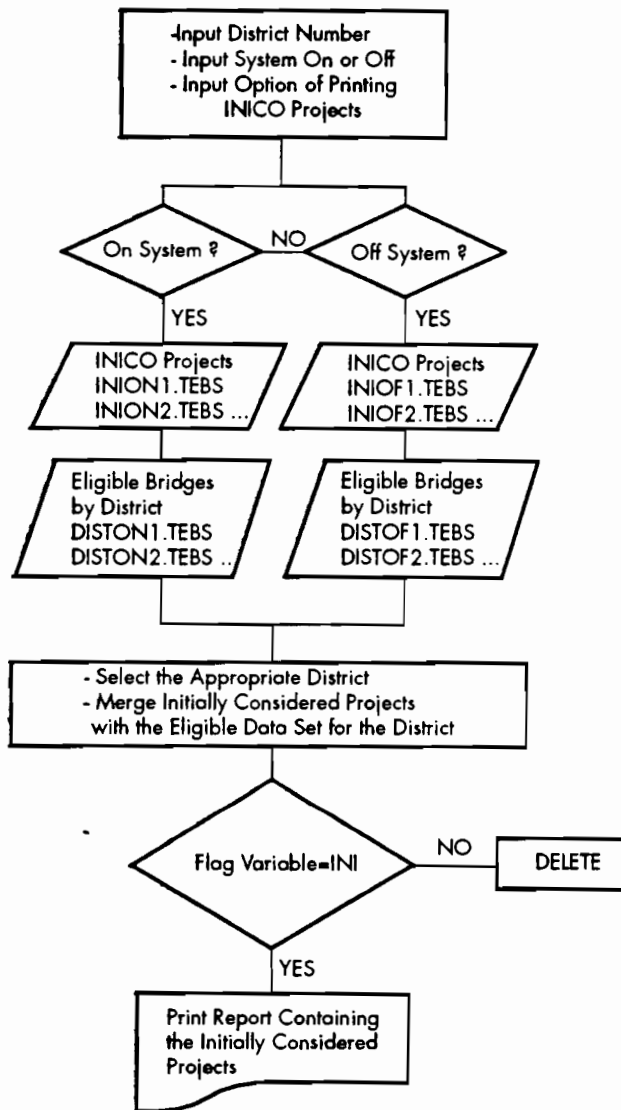 -Input District Number
- Input System On or Off
- Input Option of Printing
INICO Projects
On System ?
NO
Off System ?
YES
YES
INICO Projects
INION1.TEBS
INION2.TEBS ...
INICO Projects
INIOF1.TEBS
INIOF2.TEBS ...
Eligible Bridges
by District
DISTON1.TEBS
DISTON2.TEBS ...
Eligible Bridges
by District
DISTOF1.TEBS
DISTOF2.TEBS ...
- Select the Appropriate District
- Merge Initially Considered Projects
with the Eligible Data Set for the District
Flag Variable=INI
NO
DELETE
YES
Print Report Containing
the Initially Considered
Projects